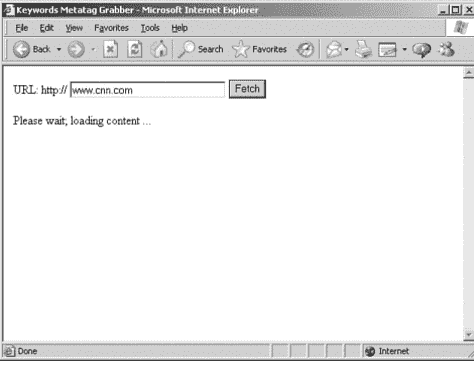 Keywords Metatag Grabber - Microsoft Internet Explorer
File Edit View Favorites Tools Help
Back Search Favorites
URL: http:// www.cnn.com Fetch
Please wait; loading content ...
Done Internet